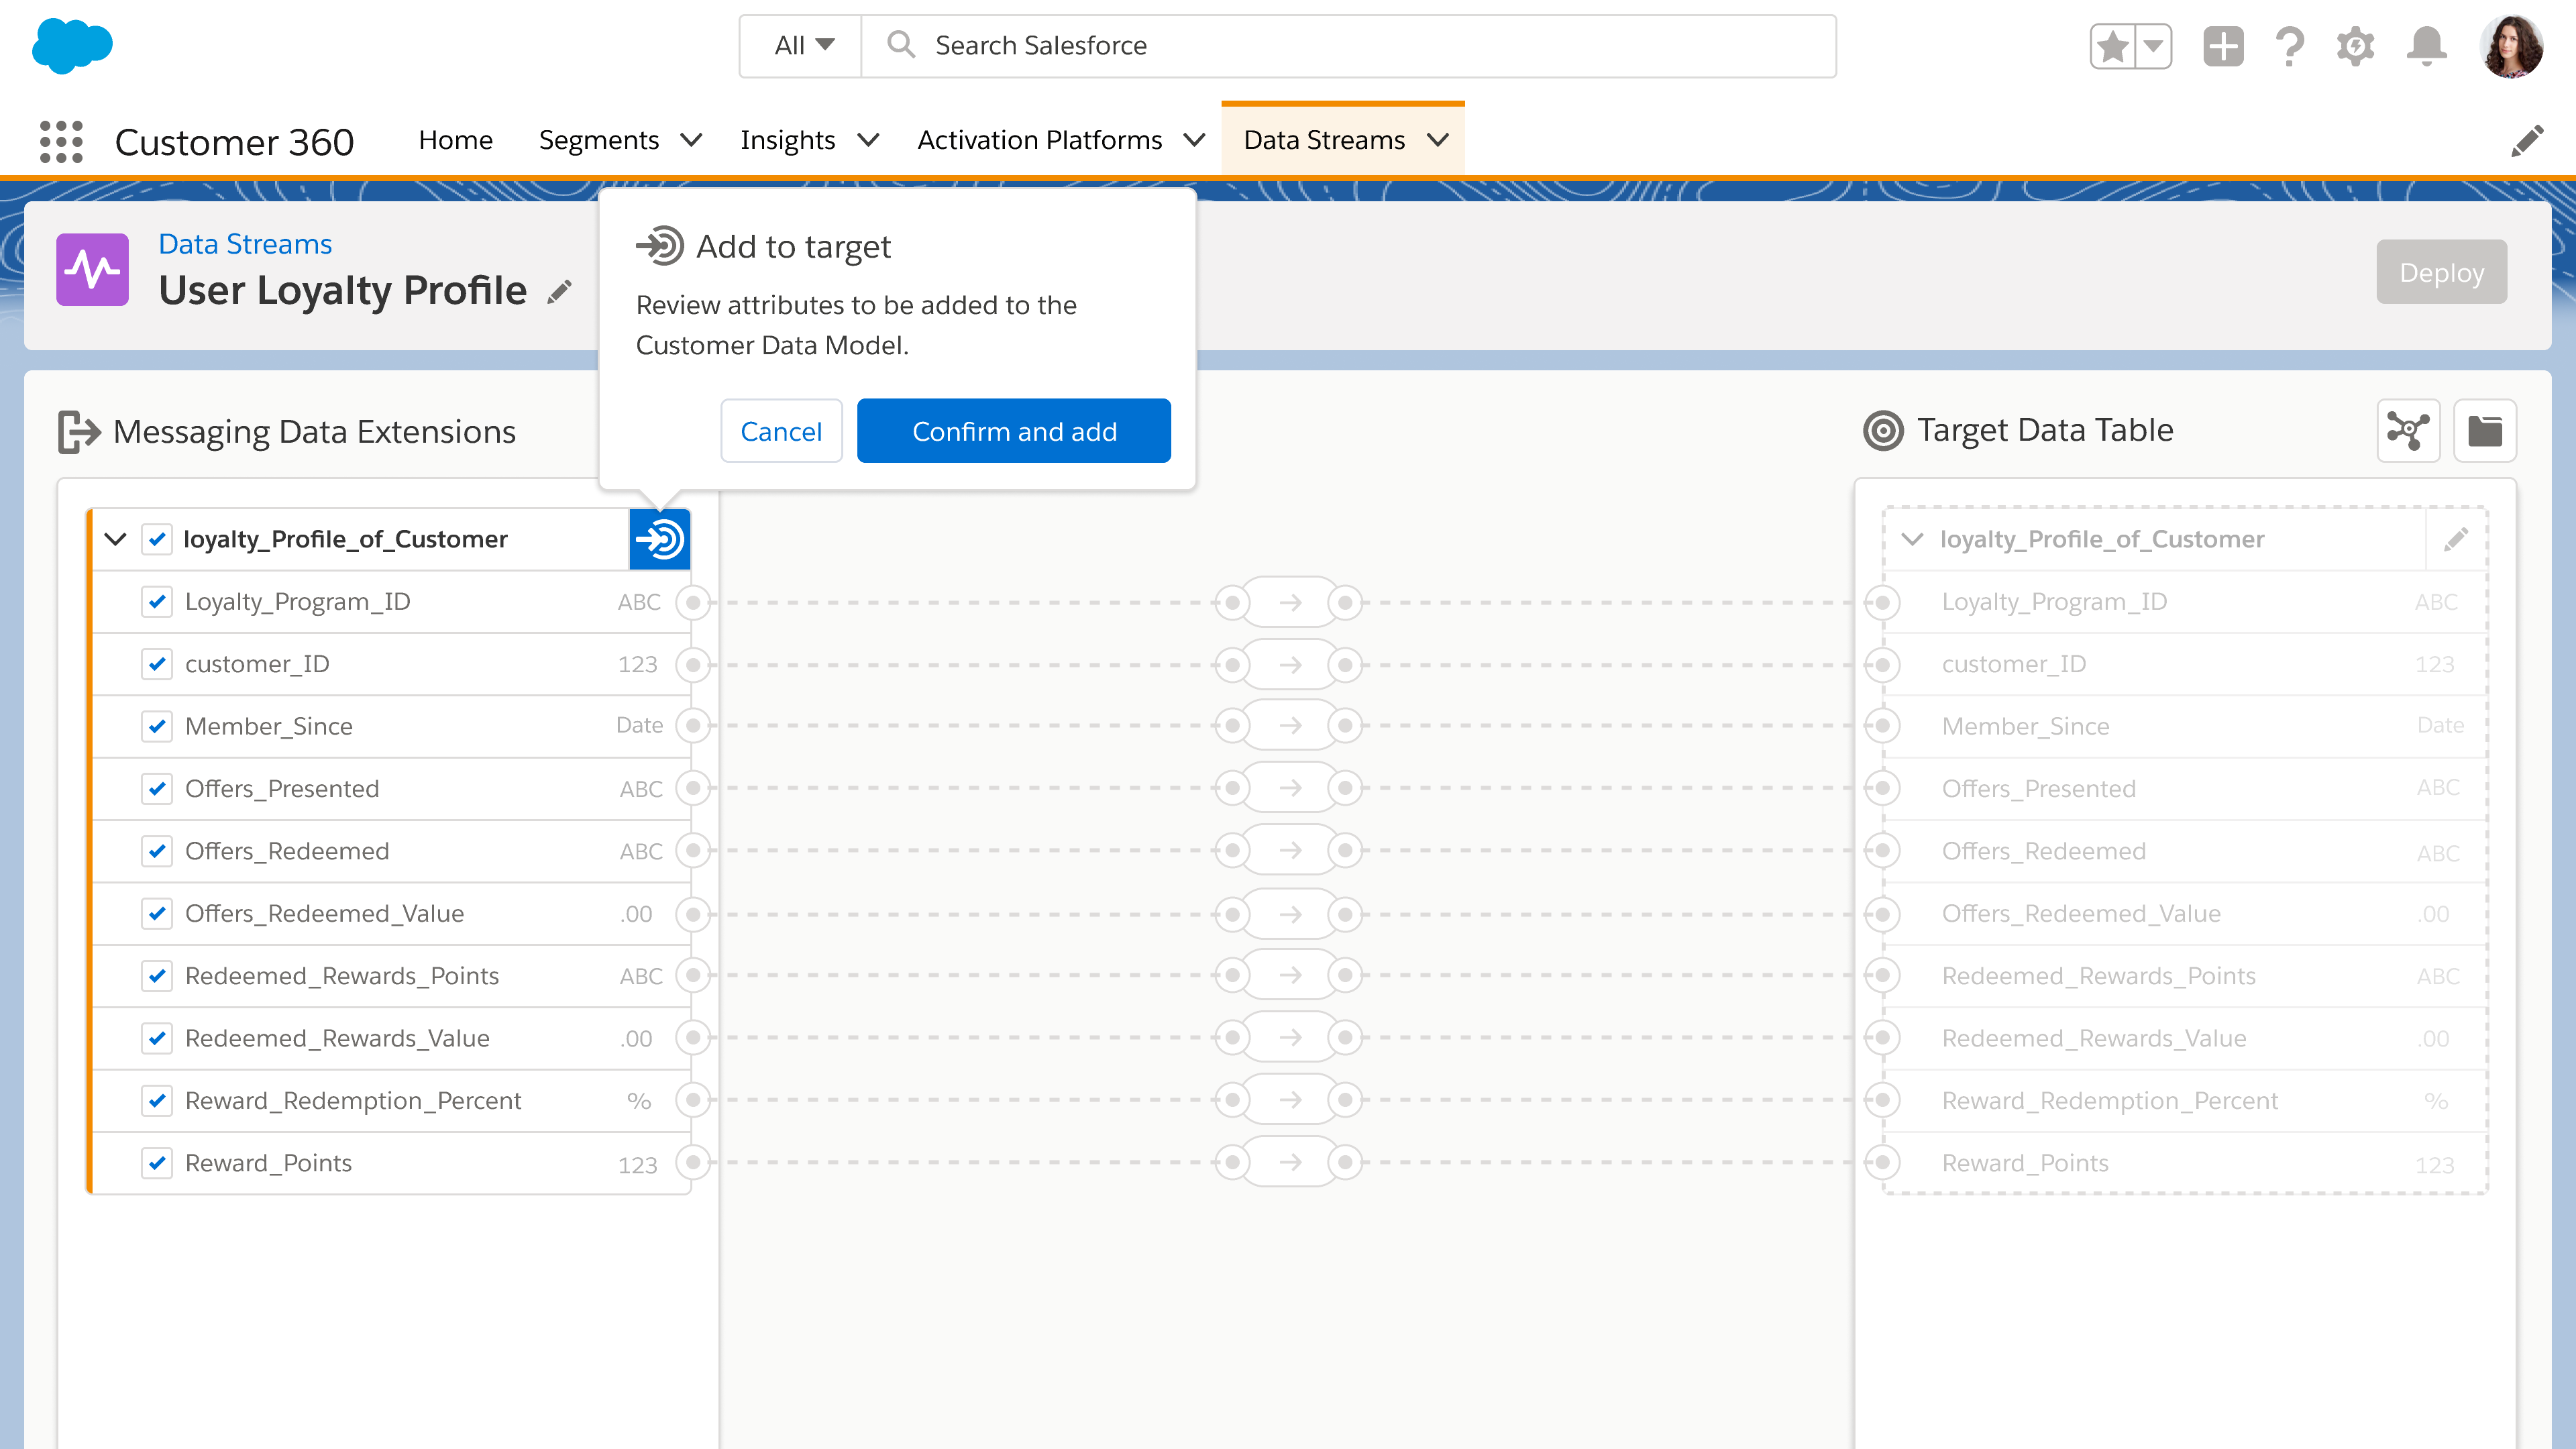 All
Search Salesforce
Customer 360
Home
Segments
Insights
Activation Platforms
Data Streams
Data Streams
User Loyalty Profile
Add to target
Review attributes to be added to the
Customer Data Model.
Cancel
Confirm and add
Deploy
Messaging Data Extensions
loyalty_Profile_of_Customer
Loyalty_Program_ID ABC
customer_ID 123
Member_Since Date
Offers_Presented ABC
Offers_Redeemed ABC
Offers_Redeemed_Value .00
Redeemed_Rewards_Points ABC
Redeemed_Rewards_Value .00
Reward_Redemption_Percent %
Reward_Points 123
Target Data Table
loyalty_Profile_of_Customer
Loyalty_Program_ID ABC
customer_ID 123
Member_Since Date
Offers_Presented ABC
Offers_Redeemed ABC
Offers_Redeemed_Value .00
Redeemed_Rewards_Points ABC
Redeemed_Rewards_Value .00
Reward_Redemption_Percent %
Reward_Points 123